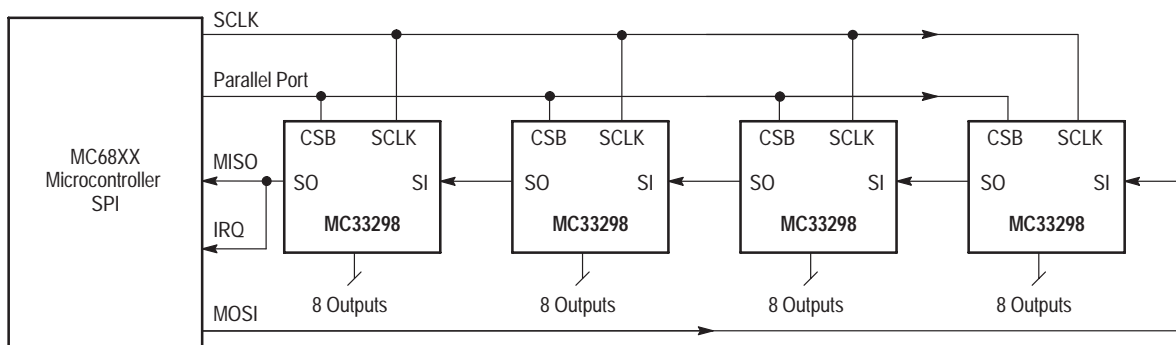 SCLK
Parallel Port
CSB SCLK
CSB SCLK
CSB SCLK
CSB SCLK
MC68XX
Microcontroller
SPI
MISO
SO SI
SO SI
SO SI
SO SI
IRQ
MC33298
MC33298
MC33298
MC33298
8 Outputs
8 Outputs
8 Outputs
8 Outputs
MOSI